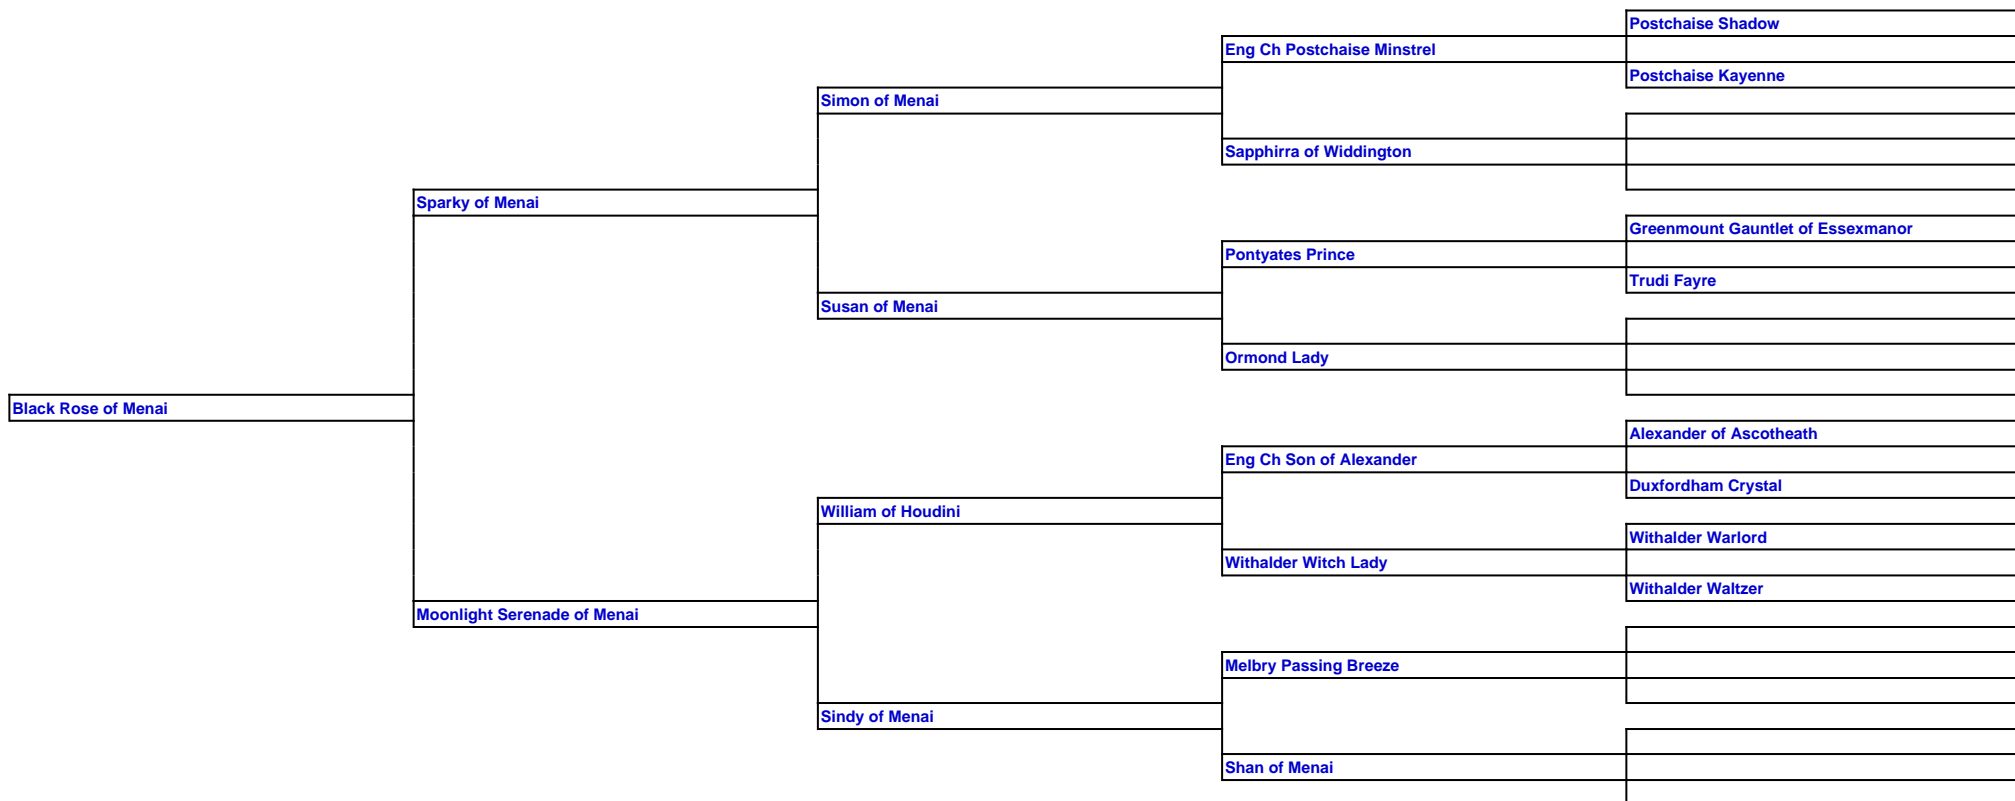 Postchaise Shadow
Eng Ch Postchaise Minstrel
Postchaise Kayenne
Simon of Menai
Sapphirra of Widdington
Sparky of Menai
Greenmount Gauntlet of Essexmanor
Pontyates Prince
Trudi Fayre
Susan of Menai
Ormond Lady
Black Rose of Menai
Alexander of Ascotheath
Eng Ch Son of Alexander
Duxfordham Crystal
William of Houdini
Withalder Warlord
Withalder Witch Lady
Withalder Waltzer
Moonlight Serenade of Menai
Melbry Passing Breeze
Sindy of Menai
Shan of Menai